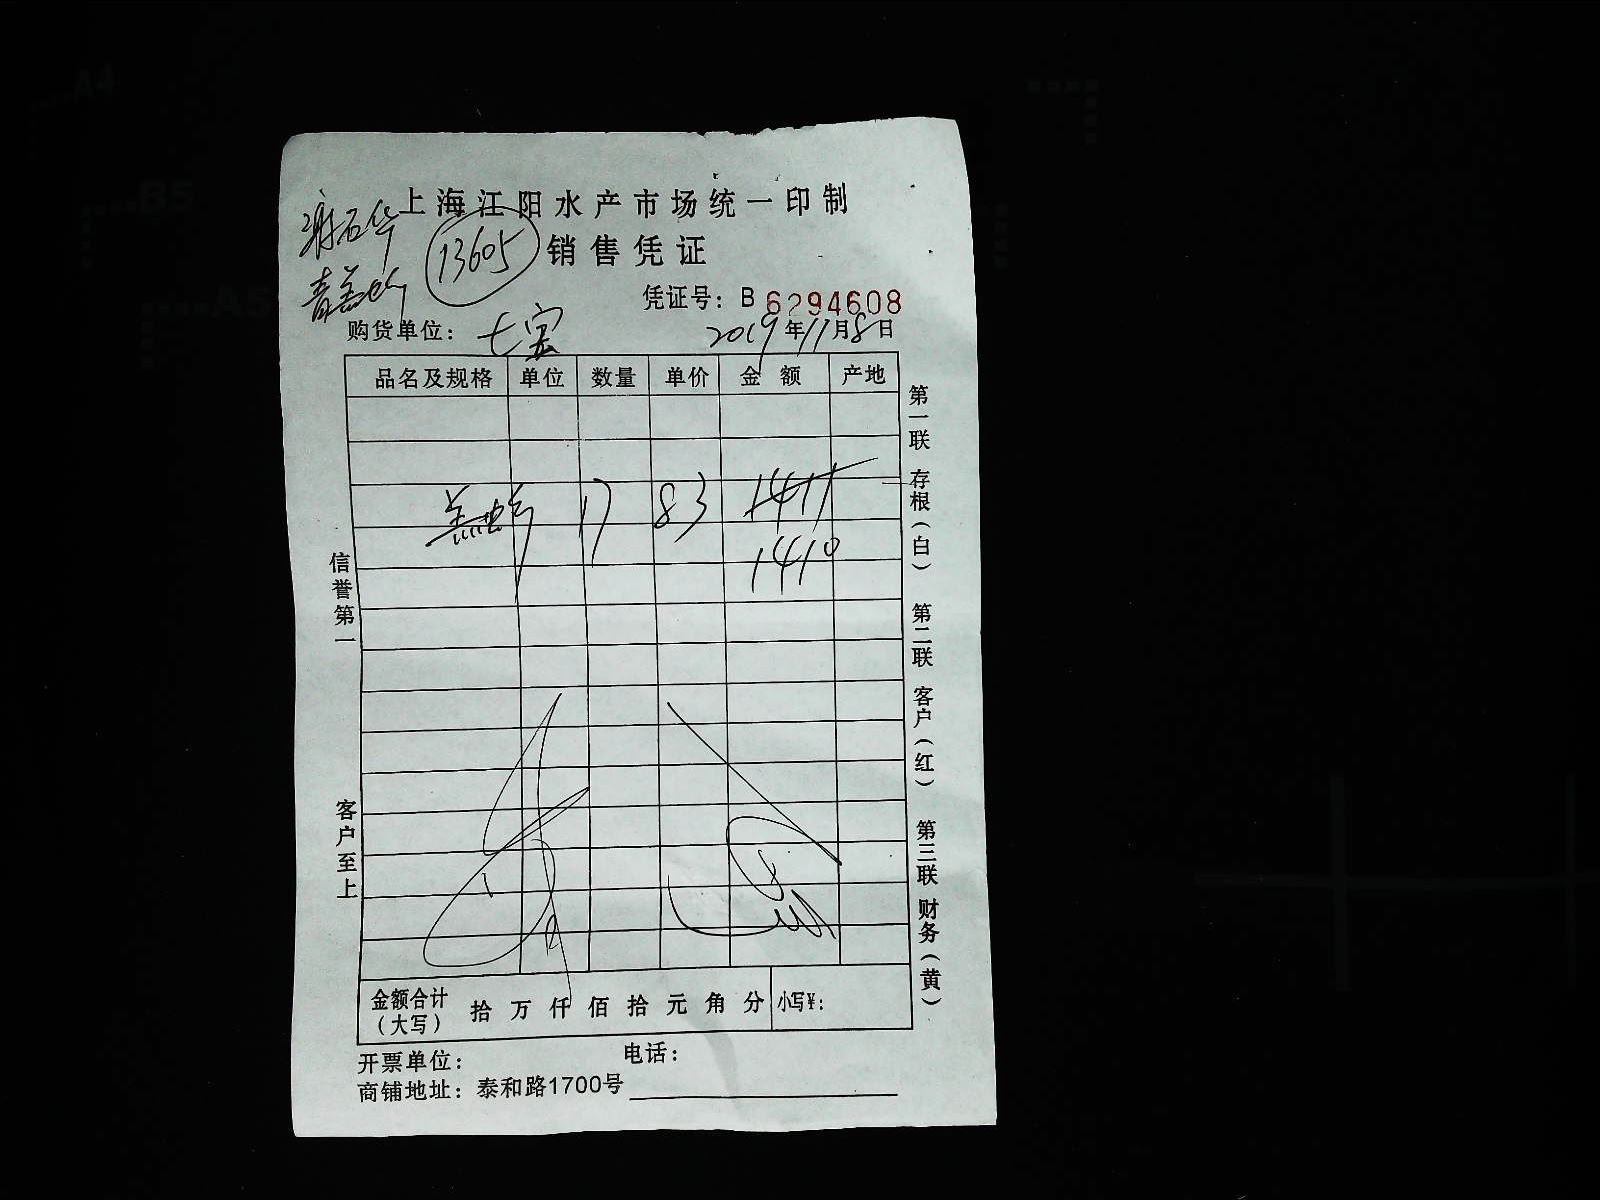 上海江阳水产市场统一印制
13605 销售凭证
凭证号：B 6294608
购货单位：七宝 2019年11月8日
品名及规格 单位 数量 单价 金额 产地
17 83 1411
1410
金额合计（大写） 拾 万 仟 佰 拾 元 角 分 小写¥：
开票单位： 电话：
商铺地址：泰和路1700号
信誉第一 客户至上
第一联 存根（白） 第二联 客户（红） 第三联 财务（黄）
A4
B5
A5